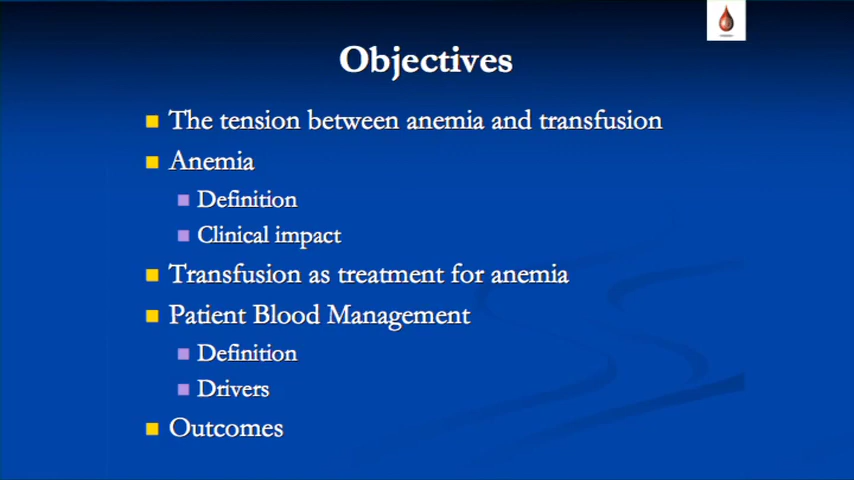 Objectives
The tension between anemia and transfusion
Anemia
Definition
Clinical impact
Transfusion as treatment for anemia
Patient Blood Management
Definition
Drivers
Outcomes